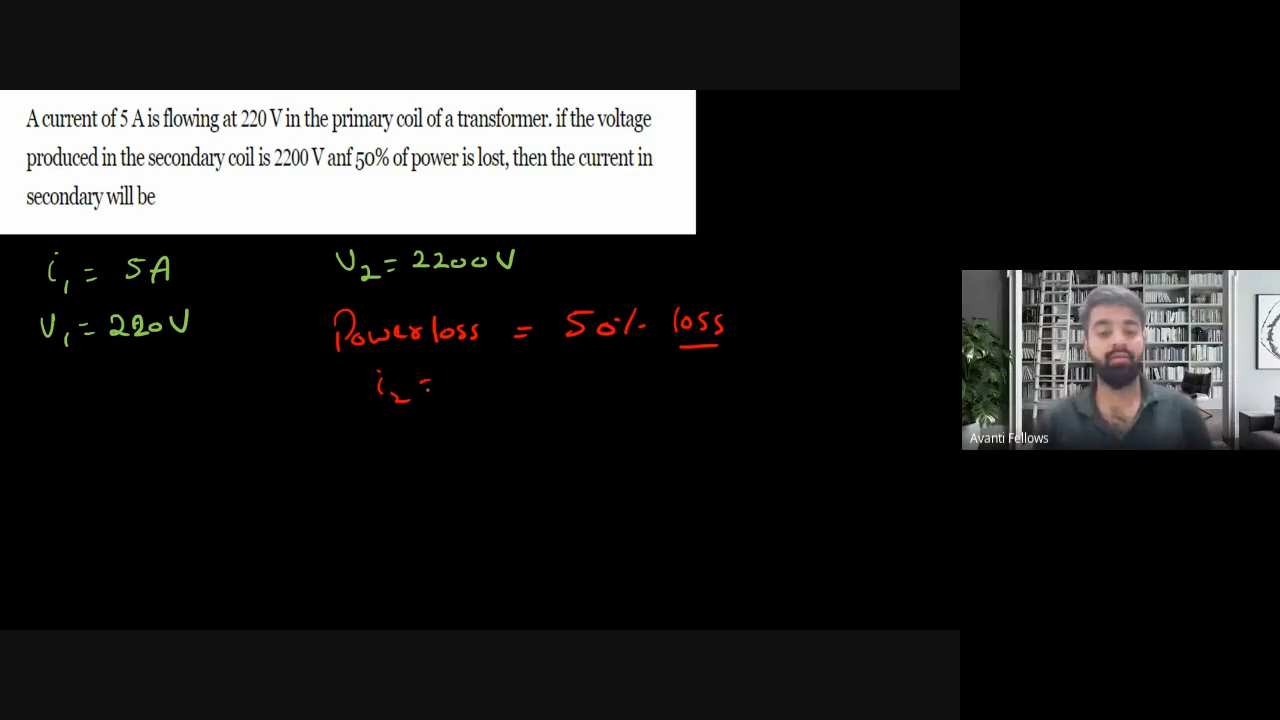 A current of 5 A is flowing at 220 V in the primary coil of a transformer. if the voltage
produced in the secondary coil is 2200 V anf 50% of power is lost, then the current in
secondary will be
i₁ = 5A
V₂ = 2200V
V₁ = 220V
Power loss = 50% loss
i₂ =
Avanti Fellows